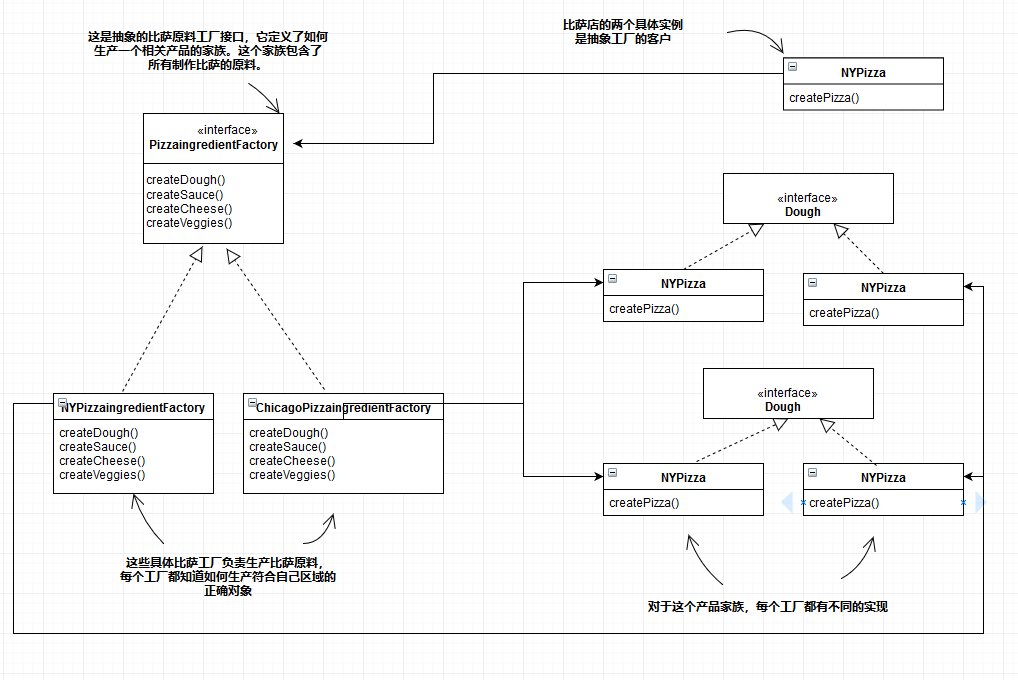 这是抽象的比萨原料工厂接口，它定义了如何
生产一个相关产品的家族。这个家族包含了
所有制作比萨的原料。
比萨店的两个具体实例
是抽象工厂的客户
NYPizza
createPizza()
«interface»
PizzaingredientFactory
createDough()
createSauce()
createCheese()
createVeggies()
«interface»
Dough
NYPizza
createPizza()
NYPizza
createPizza()
«interface»
Dough
NYPizzaingredientFactory
createDough()
createSauce()
createCheese()
createVeggies()
ChicagoPizzaingredientFactory
createDough()
createSauce()
createCheese()
createVeggies()
NYPizza
createPizza()
NYPizza
createPizza()
这些具体比萨工厂负责生产比萨原料，
每个工厂都知道如何生产符合自己区域的
正确对象
对于这个产品家族，每个工厂都有不同的实现